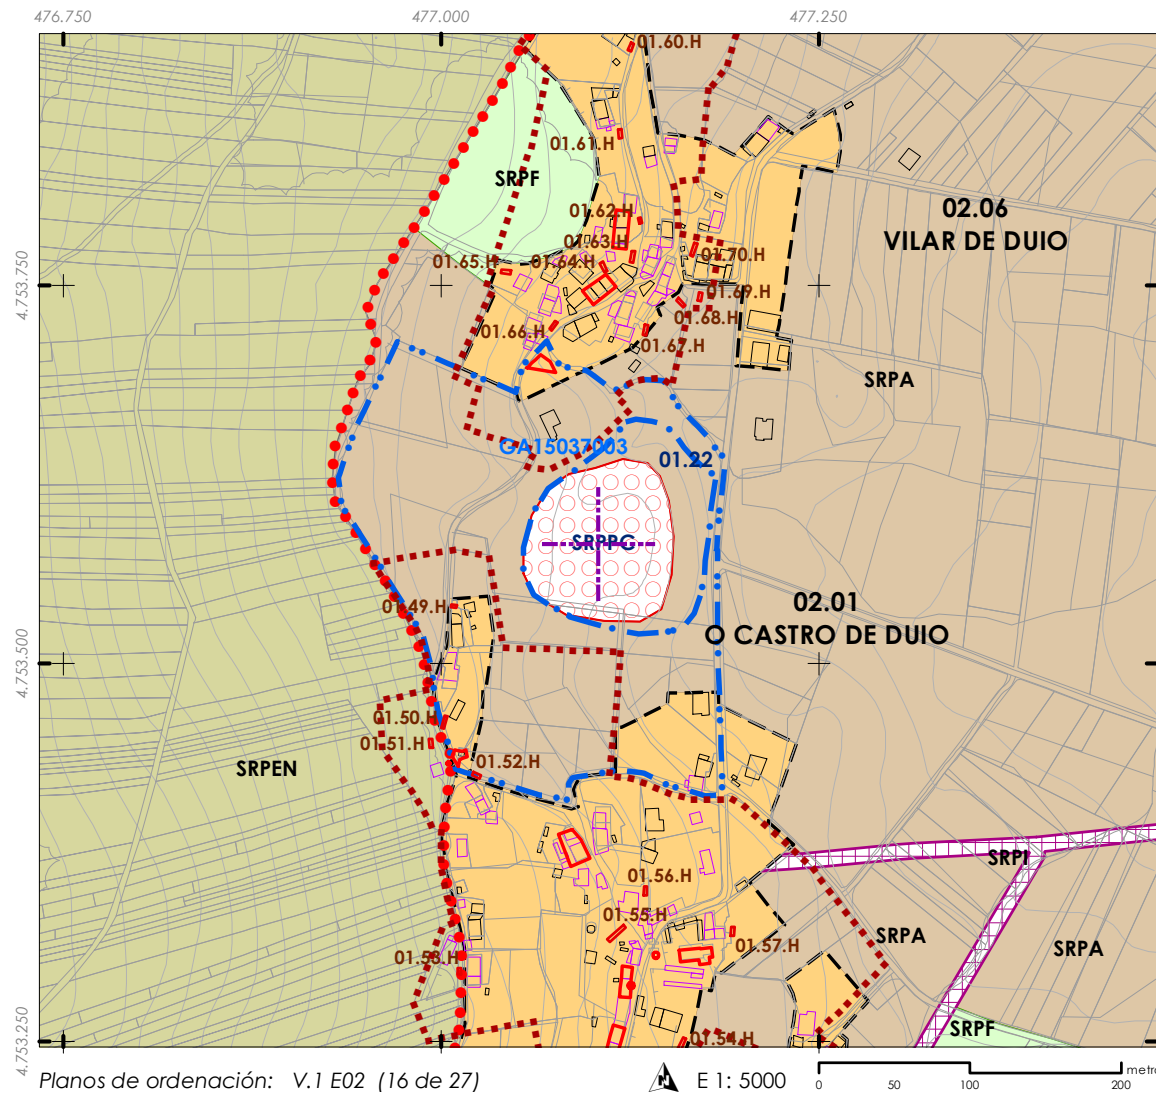 476.750
477.000
477.250
01.60.H
01.61.H
SRPF
01.62.H
02.06
VILAR DE DUIO
01.63.H
01.65.H
01.64.H
01.70.H
4.753.750
01.69.H
01.66.H
01.68.H
01.67.H
SRPA
GA15037003
01.22
SRPPC
01.49.H
02.01
O CASTRO DE DUIO
4.753.500
01.50.H
01.51.H
01.52.H
SRPEN
SRPI
01.56.H
01.55.H
01.57.H
SRPA
SRPA
01.53.H
4.753.250
SRPF
01.54.H
Planos de ordenación: V.1 E02 (16 de 27)
E 1: 5000
0 50 100 200